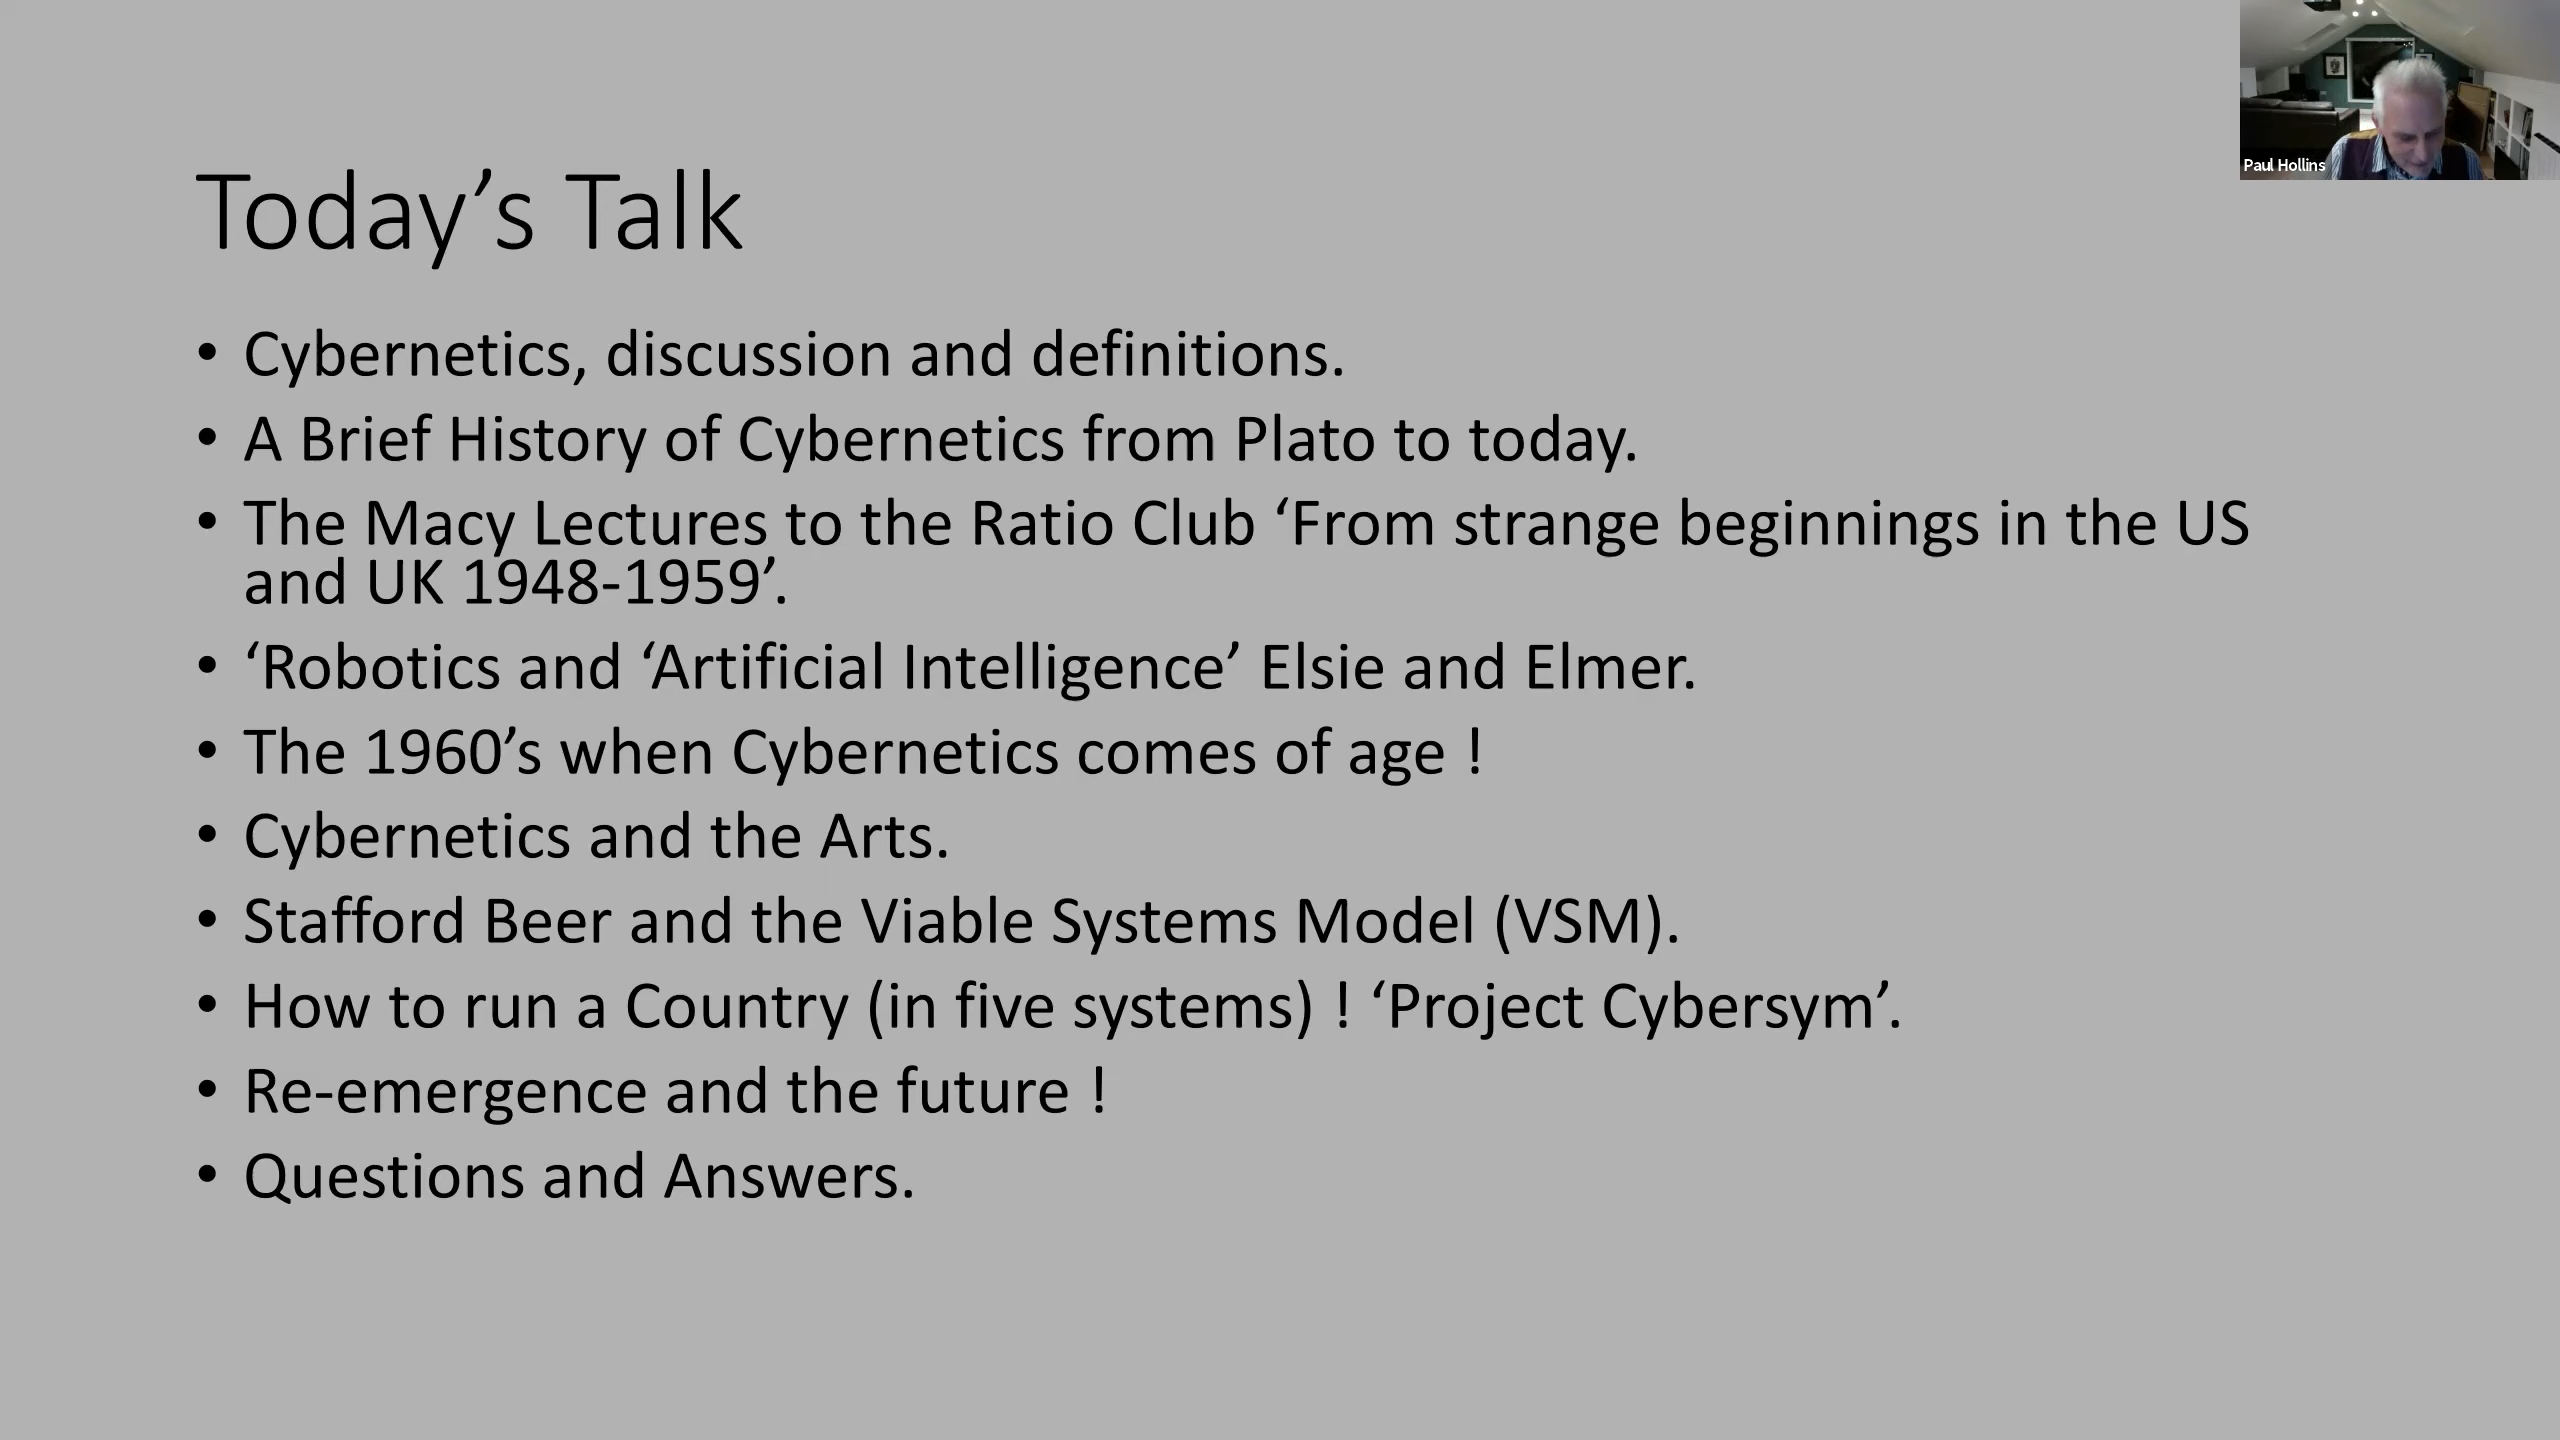 Paul Hollins
Today’s Talk
• Cybernetics, discussion and definitions.
• A Brief History of Cybernetics from Plato to today.
• The Macy Lectures to the Ratio Club ‘From strange beginnings in the US
and UK 1948-1959’.
• ‘Robotics and ‘Artificial Intelligence’ Elsie and Elmer.
• The 1960’s when Cybernetics comes of age !
• Cybernetics and the Arts.
• Stafford Beer and the Viable Systems Model (VSM).
• How to run a Country (in five systems) ! ‘Project Cybersym’.
• Re-emergence and the future !
• Questions and Answers.